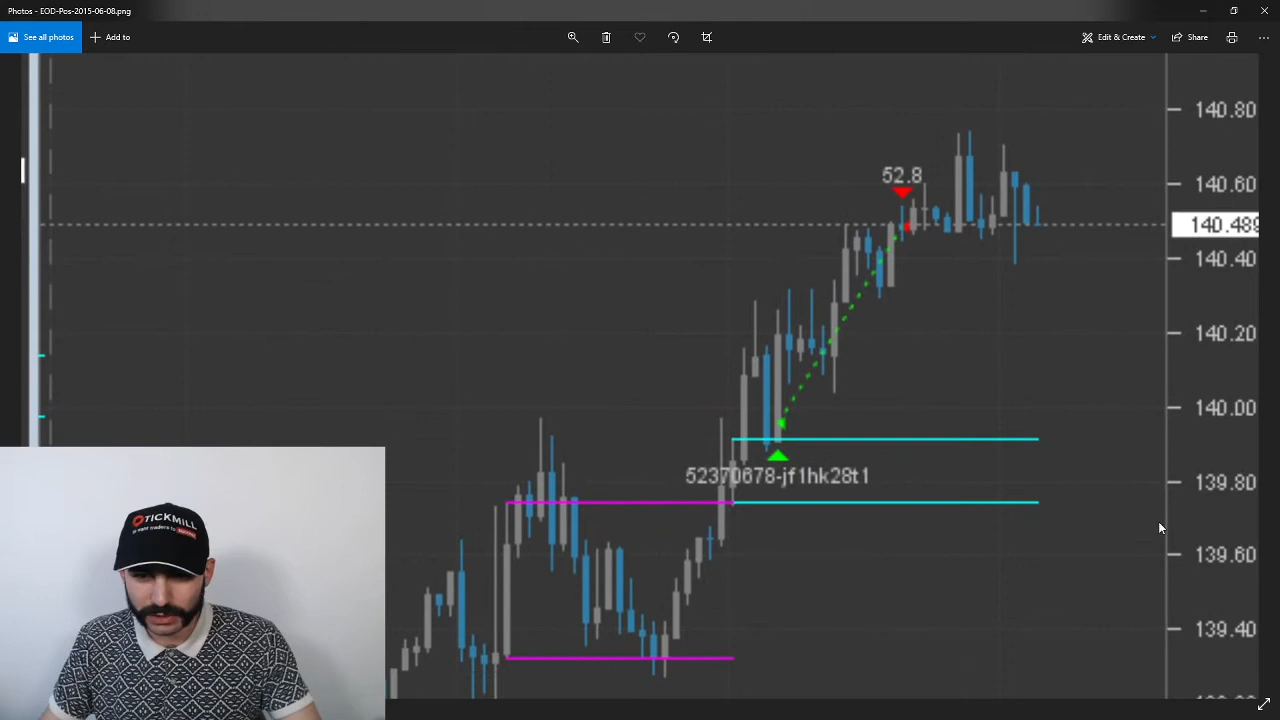 Photos - EOD-Pos-2015-06-08.png
See all photos
Add to
Edit & Create
Share
140.80
52.8
140.60
140.489
140.40
140.20
140.00
52370678-jf1hk28t1
139.80
139.60
139.40
TICKMILL